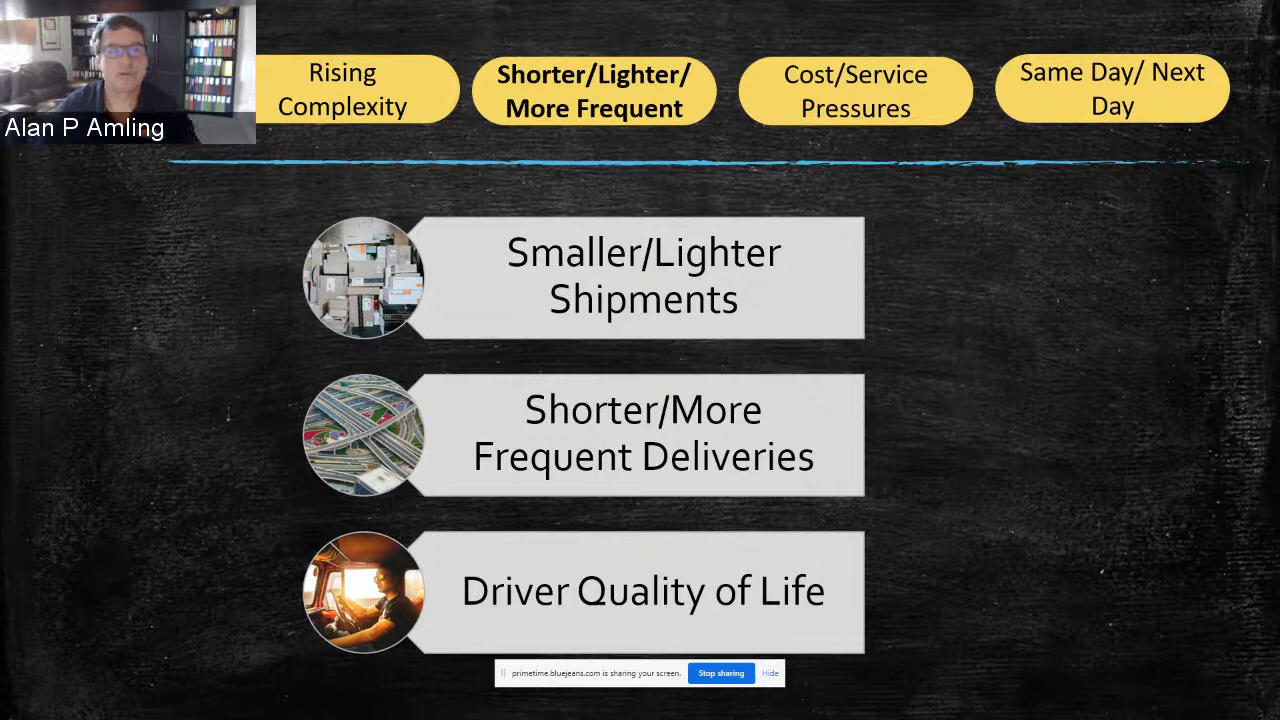 Alan P Amling
Rising
Complexity
Shorter/Lighter/
More Frequent
Cost/Service
Pressures
Same Day/ Next
Day
Smaller/Lighter
Shipments
Shorter/More
Frequent Deliveries
Driver Quality of Life
primetime.bluejeans.com is sharing your screen.
Stop sharing
Hide